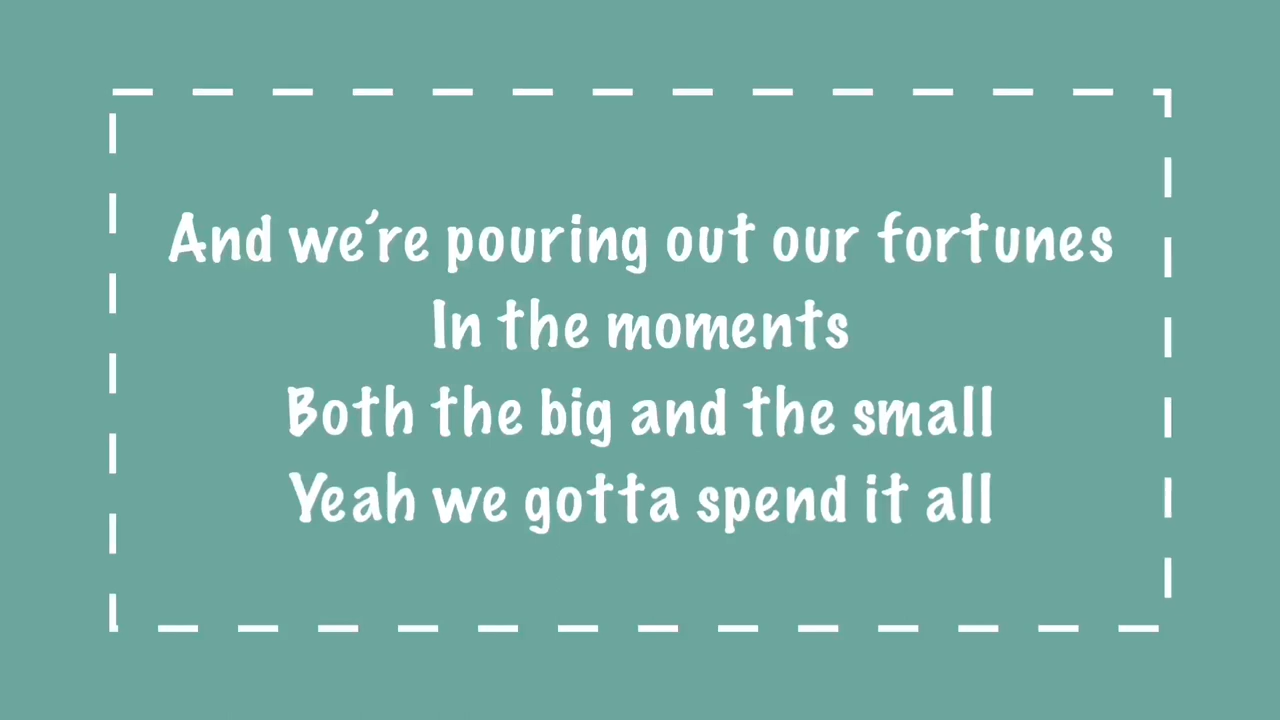 And we're pouring out our fortunes
In the moments
Both the big and the small
Yeah we gotta spend it all